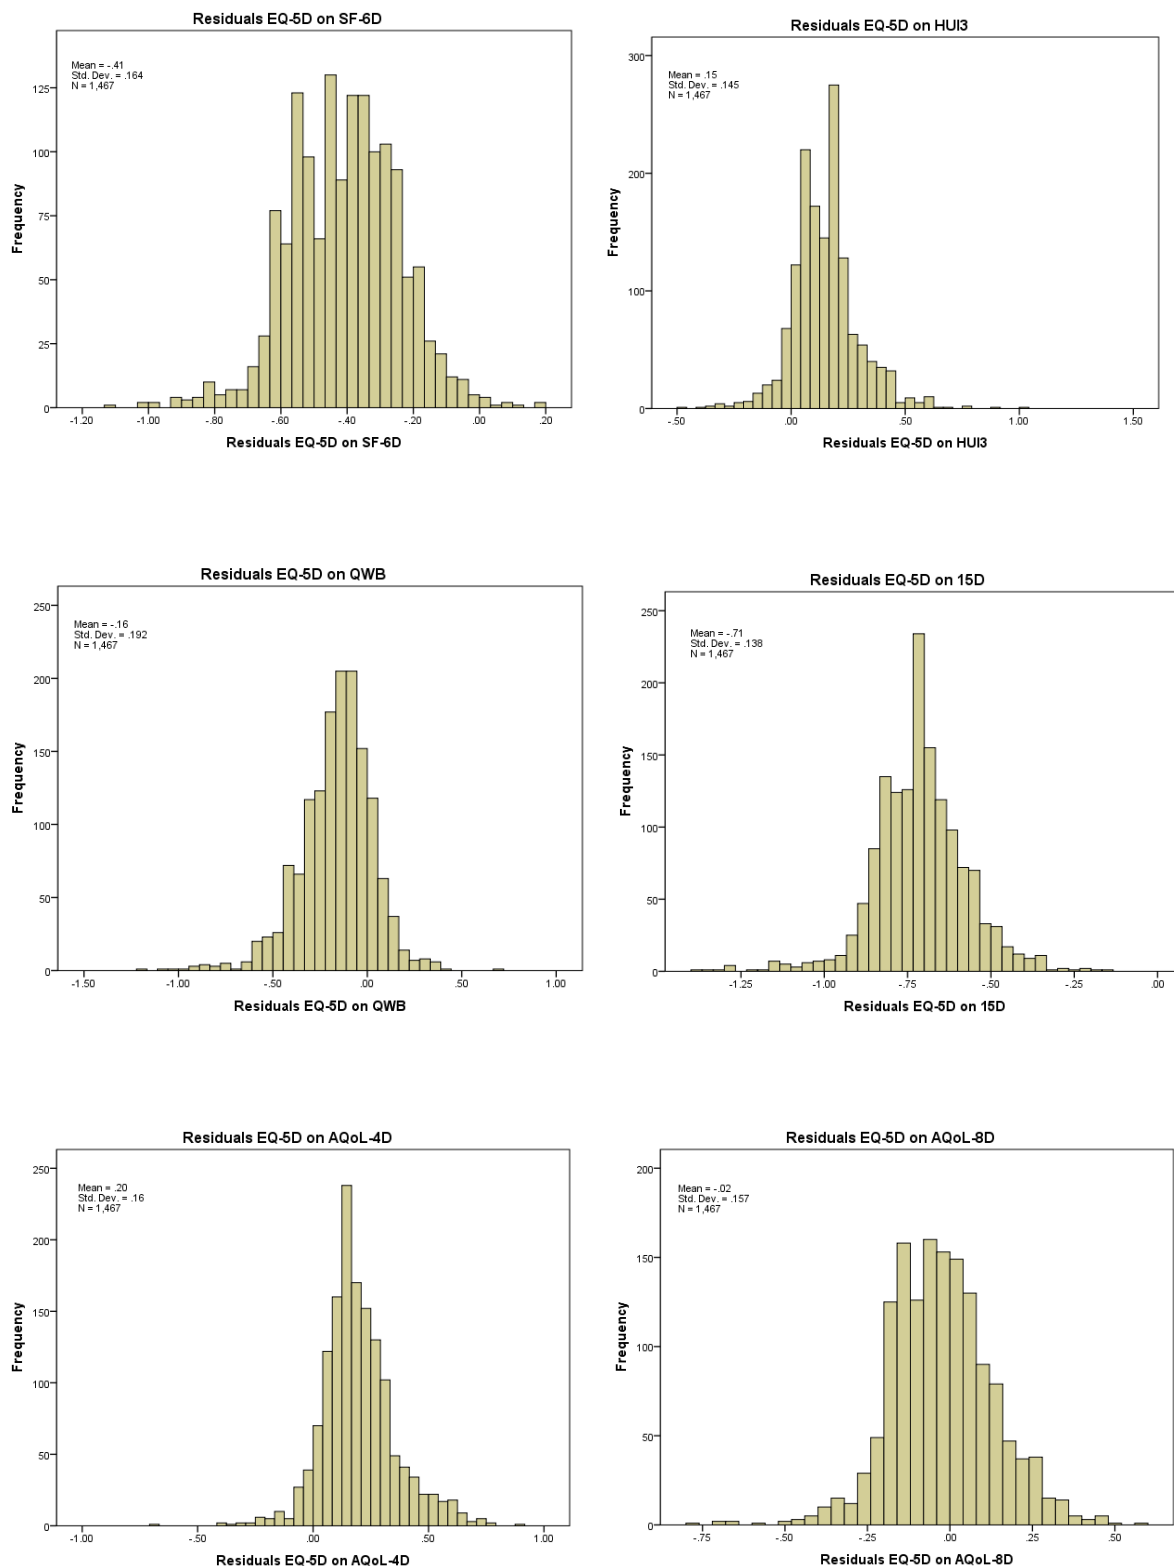 Residuals EQ-5D on SF-6D
Mean = -.41
Std. Dev. = .164
N = 1,467
125
100
75
50
25
0
Frequency
-1.20 -1.00 -.80 -.60 -.40 -.20 .00 .20
Residuals EQ-5D on SF-6D
Residuals EQ-5D on HUI3
Mean = .15
Std. Dev. = .145
N = 1,467
300
200
100
0
Frequency
-.50 .00 .50 1.00 1.50
Residuals EQ-5D on HUI3
Residuals EQ-5D on QWB
Mean = -.16
Std. Dev. = .192
N = 1,467
250
200
150
100
50
0
Frequency
-1.50 -1.00 -.50 .00 .50 1.00
Residuals EQ-5D on QWB
Residuals EQ-5D on 15D
Mean = -.71
Std. Dev. = .138
N = 1,467
250
200
150
100
50
0
Frequency
-1.25 -1.00 -.75 -.50 -.25 .00
Residuals EQ-5D on 15D
Residuals EQ-5D on AQoL-4D
Mean = .20
Std. Dev. = .16
N = 1,467
250
200
150
100
50
0
Frequency
-1.00 -.50 .00 .50 1.00
Residuals EQ-5D on AQoL-4D
Residuals EQ-5D on AQoL-8D
Mean = -.02
Std. Dev. = .157
N = 1,467
200
150
100
50
0
Frequency
-.75 -.50 -.25 .00 .25 .50
Residuals EQ-5D on AQoL-8D